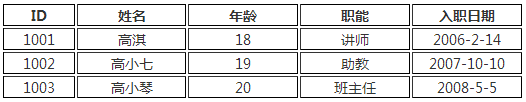 ID 姓名 年龄 职能 入职日期
1001 高淇 18 讲师 2006-2-14
1002 高小七 19 助教 2007-10-10
1003 高小琴 20 班主任 2008-5-5